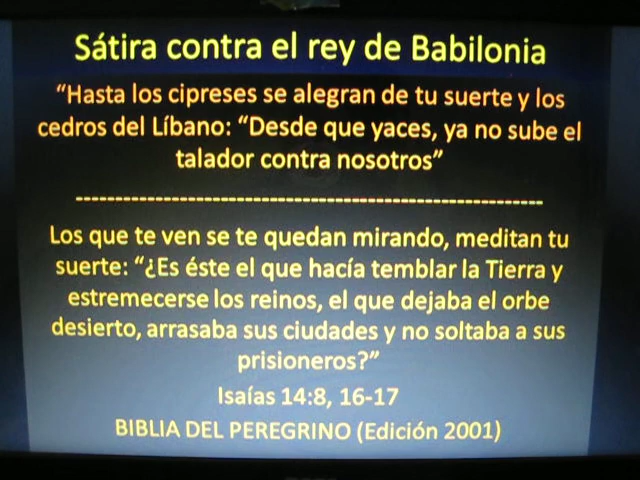 Sátira contra el rey de Babilonia
“Hasta los cipreses se alegran de tu suerte y los
cedros del Líbano: “Desde que yaces, ya no sube el
talador contra nosotros”
------------------------------------------------------------
Los que te ven se te quedan mirando, meditan tu
suerte: “¿Es éste el que hacía temblar la Tierra y
estremecerse los reinos, el que dejaba el orbe
desierto, arrasaba sus ciudades y no soltaba a sus
prisioneros?”
Isaías 14:8, 16-17
BIBLIA DEL PEREGRINO (Edición 2001)